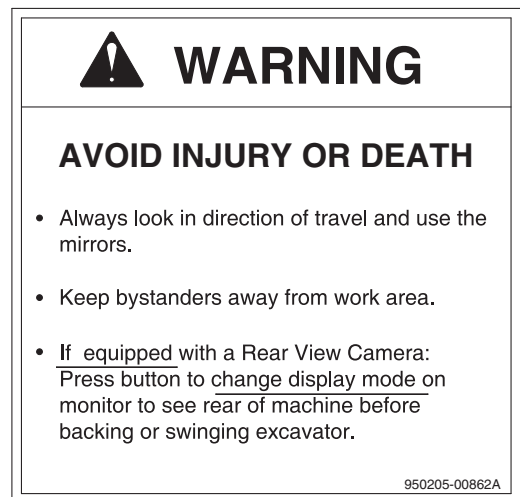 WARNING
AVOID INJURY OR DEATH
• Always look in direction of travel and use the
mirrors.
• Keep bystanders away from work area.
• If equipped with a Rear View Camera:
Press button to change display mode on
monitor to see rear of machine before
backing or swinging excavator.
950205-00862A